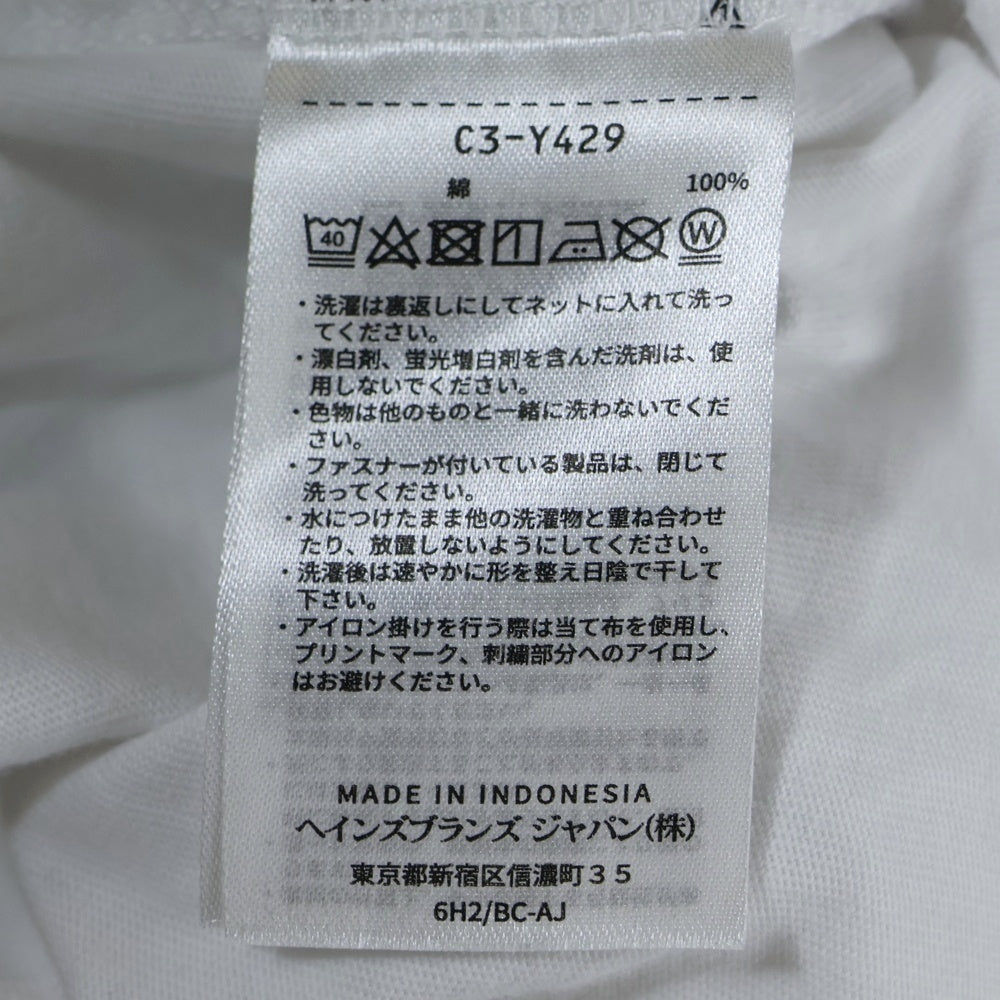 C3-Y429
綿 100%
40 W
・洗濯は裏返しにしてネットに入れて洗っ
てください。
・漂白剤、蛍光増白剤を含んだ洗剤は、使
用しないでください。
・色物は他のものと一緒に洗わないでくだ
さい。
・ファスナーが付いている製品は、閉じて
洗ってください。
・水につけたまま他の洗濯物と重ね合わせ
たり、放置しないようにしてください。
・洗濯後は速やかに形を整え日陰で干して
下さい。
・アイロン掛けを行う際は当て布を使用し、
プリントマーク、刺繍部分へのアイロン
はお避けください。
MADE IN INDONESIA
ヘインズブランズ ジャパン(株)
東京都新宿区信濃町３５
6H2/BC-AJ